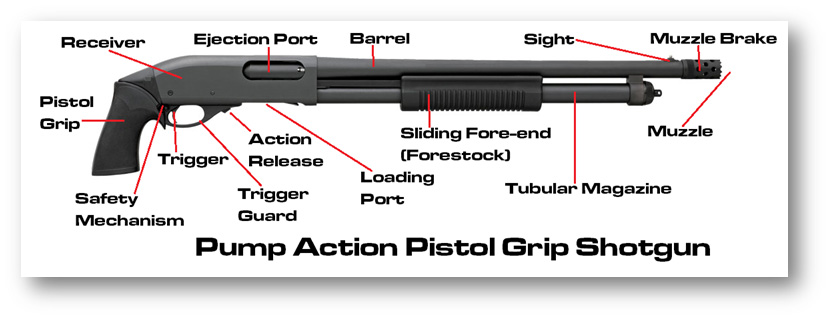 Receiver
Ejection Port
Barrel
Sight
Muzzle Brake
Pistol
Grip
Trigger
Action
Release
Sliding Fore-end
(Forestock)
Muzzle
Safety
Mechanism
Trigger
Guard
Loading
Port
Tubular Magazine
Pump Action Pistol Grip Shotgun